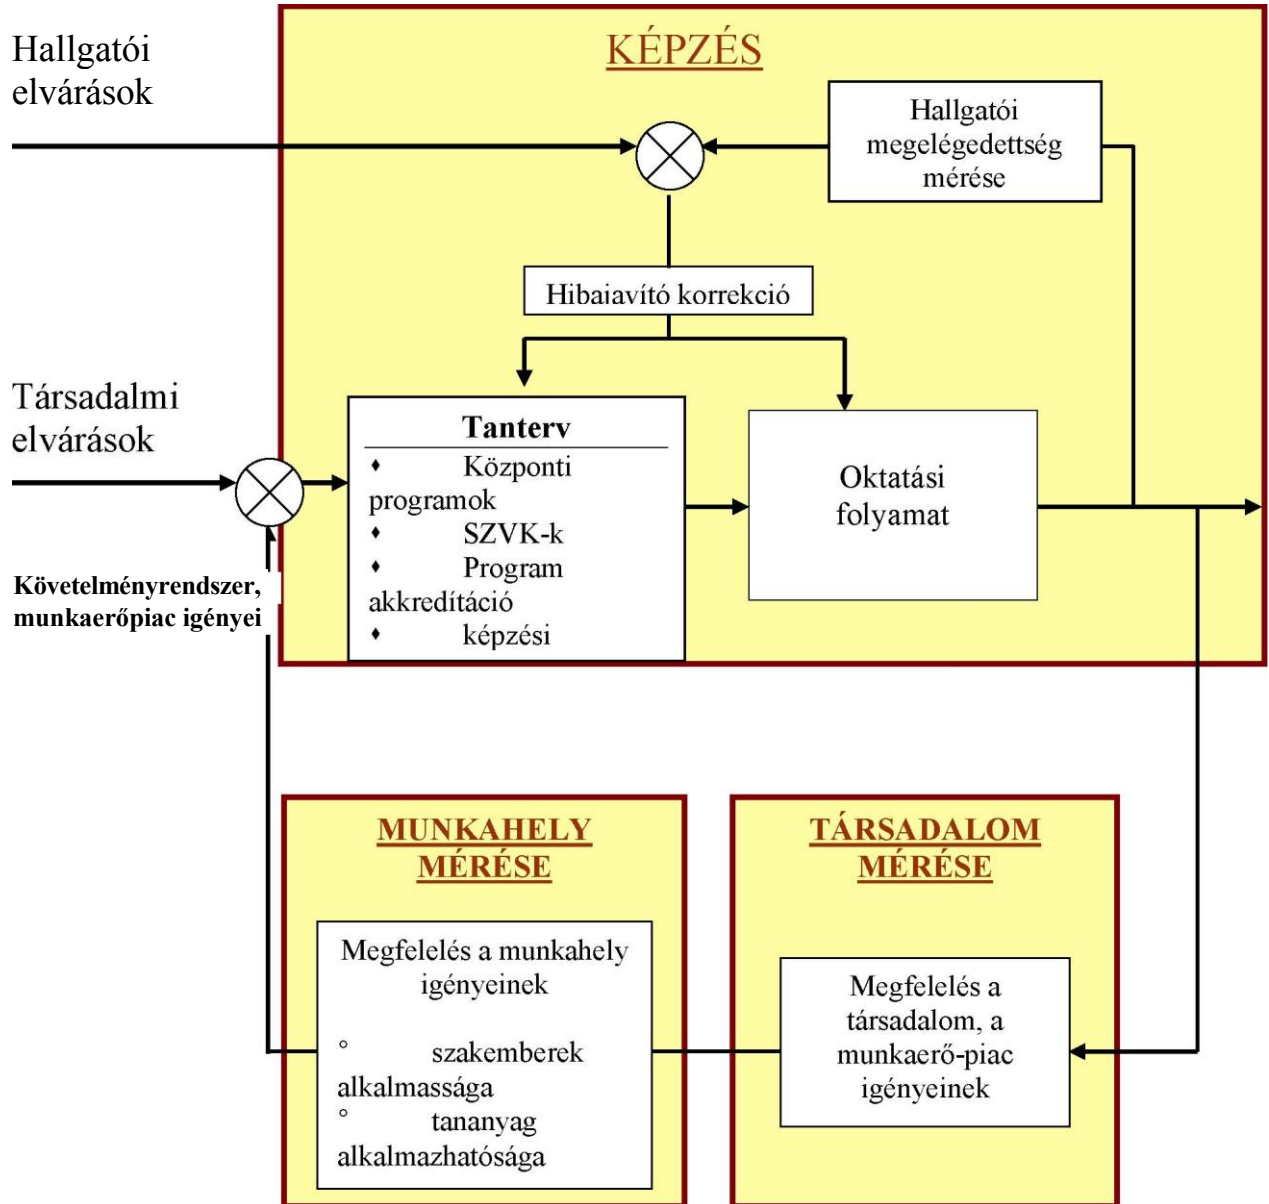 Hallgatói
elvárások
KÉPZÉS
Hallgatói
megelégedettség
mérése
Hibaiavító korrekció
Társadalmi
elvárások
Tanterv
♦ Központi
programok
♦ SZVK-k
♦ Program
akkredítáció
♦ képzési
Oktatási
folyamat
Követelményrendszer,
munkaerőpiac igényei
MUNKAHELY
MÉRÉSE
Megfelelés a munkahely
igényeinek
° szakemberek
alkalmassága
° tananyag
alkalmazhatósága
TÁRSADALOM
MÉRÉSE
Megfelelés a
társadalom, a
munkaerő-piac
igényeinek